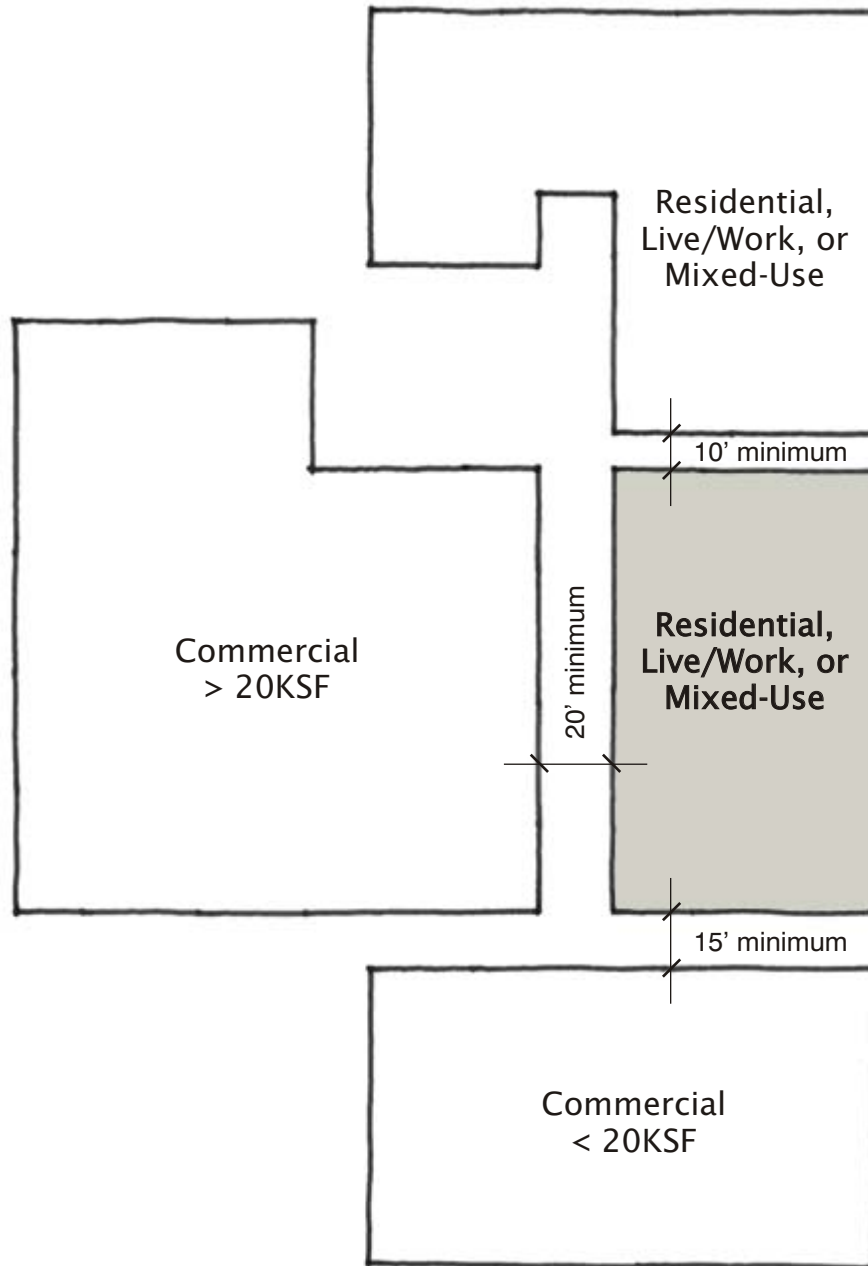 Residential,
Live/Work, or
Mixed-Use
10’ minimum
Commercial
> 20KSF
20’ minimum
Residential,
Live/Work, or
Mixed-Use
15’ minimum
Commercial
< 20KSF